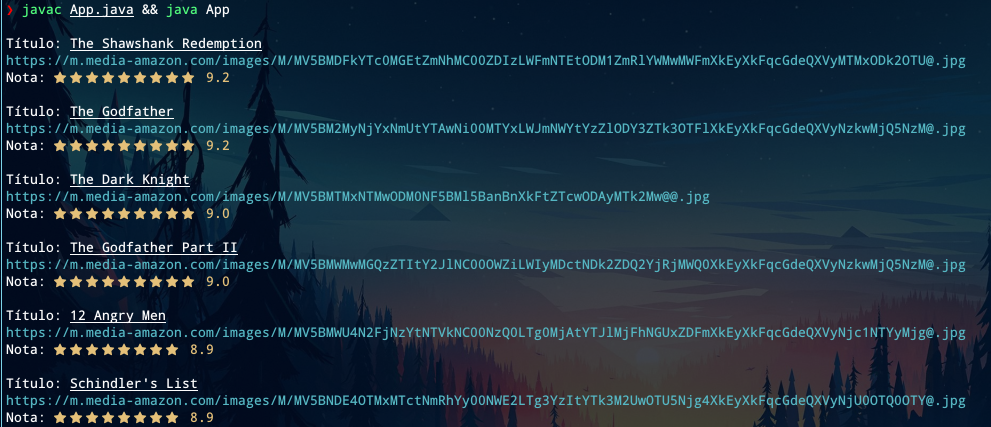 ❯ javac App.java && java App
Título: The Shawshank Redemption
https://m.media-amazon.com/images/M/MV5BMDFkYTc0MGEtZmNhMC00ZDIzLWFmNTEtODM1ZmRlYWMwMWFmXkEyXkFqcGdeQXVyMTMxODk2OTU@.jpg
Nota: ★★★★★★★★★ 9.2
Título: The Godfather
https://m.media-amazon.com/images/M/MV5BM2MyNjYxNmUtYTAwNi00MTYxLWJmNWYtYzZlODY3ZTk3OTFlXkEyXkFqcGdeQXVyNzkwMjQ5NzM@.jpg
Nota: ★★★★★★★★★ 9.2
Título: The Dark Knight
https://m.media-amazon.com/images/M/MV5BMTMxNTMwODM0NF5BMl5BanBnXkFtZTcwODAyMTk2Mw@@.jpg
Nota: ★★★★★★★★★ 9.0
Título: The Godfather Part II
https://m.media-amazon.com/images/M/MV5BMWMwMGQzZTItY2JlNC00OWZiLWIyMDctNDk2ZDQ2YjRjMWQ0XkEyXkFqcGdeQXVyNzkwMjQ5NzM@.jpg
Nota: ★★★★★★★★★ 9.0
Título: 12 Angry Men
https://m.media-amazon.com/images/M/MV5BMWU4N2FjNzYtNTVkNC00NzQ0LTg0MjAtYTJlMjFhNGUxZDFmXkEyXkFqcGdeQXVyNjc1NTYyMjg@.jpg
Nota: ★★★★★★★★ 8.9
Título: Schindler's List
https://m.media-amazon.com/images/M/MV5BNDE4OTMxMTctNmRhYy00NWE2LTg3YzItYTk3M2UwOTU5Njg4XkEyXkFqcGdeQXVyNjU0OTQ0OTY@.jpg
Nota: ★★★★★★★★ 8.9